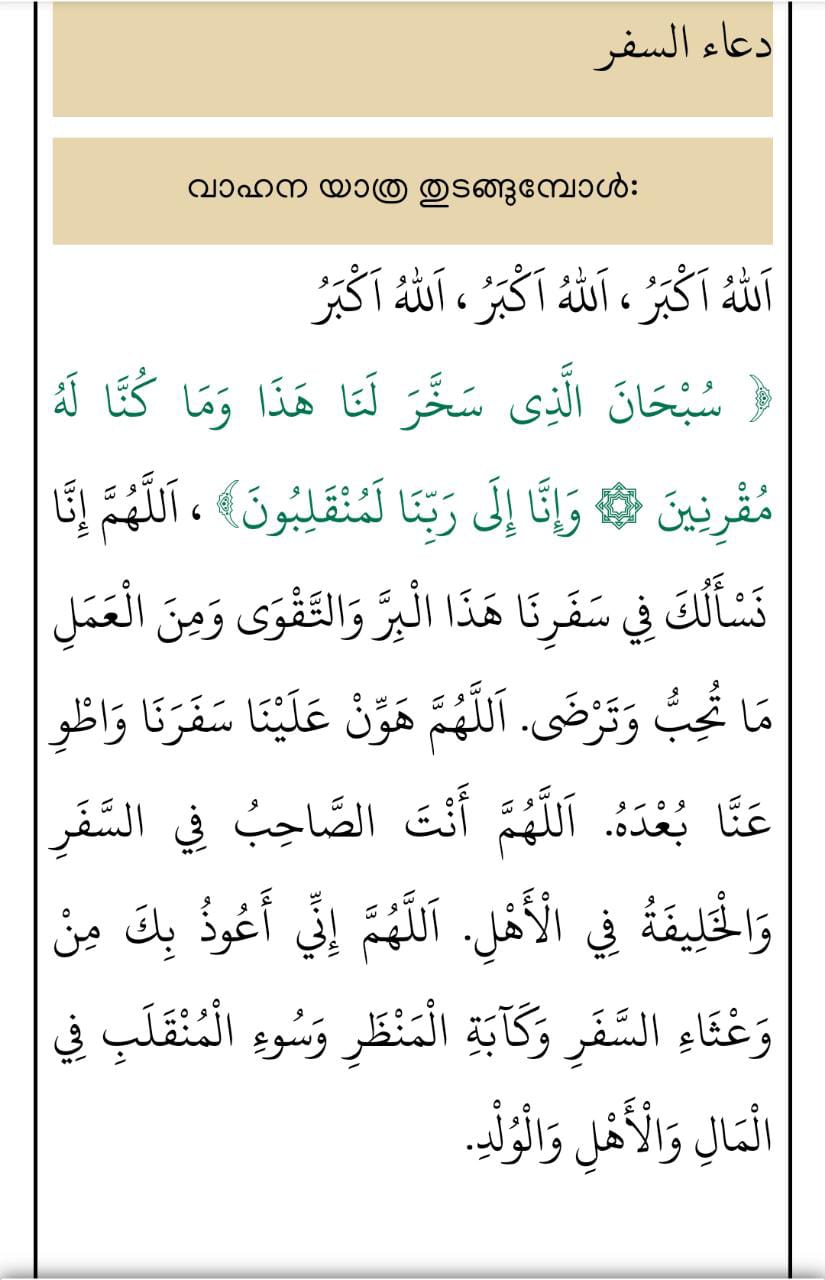 دعاء السفر
വാഹന യാത്ര തുടങ്ങുമ്പോൾ:
اَللهُ اَكْبَرُ ، اَللهُ اَكْبَرُ ، اَللهُ اَكْبَرُ
﴿ سُبْحَانَ الَّذِى سَخَّرَ لَنَا هَذَا وَمَا كُنَّا لَهُ
مُقْرِنِينَ ۞ وَإِنَّا إِلَى رَبِّنَا لَمُنْقَلِبُونَ﴾ ، اَللَّهُمَّ إِنَّا
نَسْأَلُكَ فِي سَفَرِنَا هَذَا الْبِرَّ وَالتَّقْوَى وَمِنَ الْعَمَلِ
مَا تُحِبُّ وَتَرْضَى. اَللَّهُمَّ هَوِّنْ عَلَيْنَا سَفَرَنَا وَاطْوِ
عَنَّا بُعْدَهُ. اَللَّهُمَّ أَنْتَ الصَّاحِبُ فِي السَّفَرِ
وَالْخَلِيفَةُ فِي الْأَهْلِ. اَللَّهُمَّ إِنِّي أَعُوذُ بِكَ مِنْ
وَعْثَاءِ السَّفَرِ وَكَآبَةِ الْمَنْظَرِ وَسُوءِ الْمُنْقَلَبِ فِي
الْمَالِ وَالْأَهْلِ وَالْوُلْدِ.